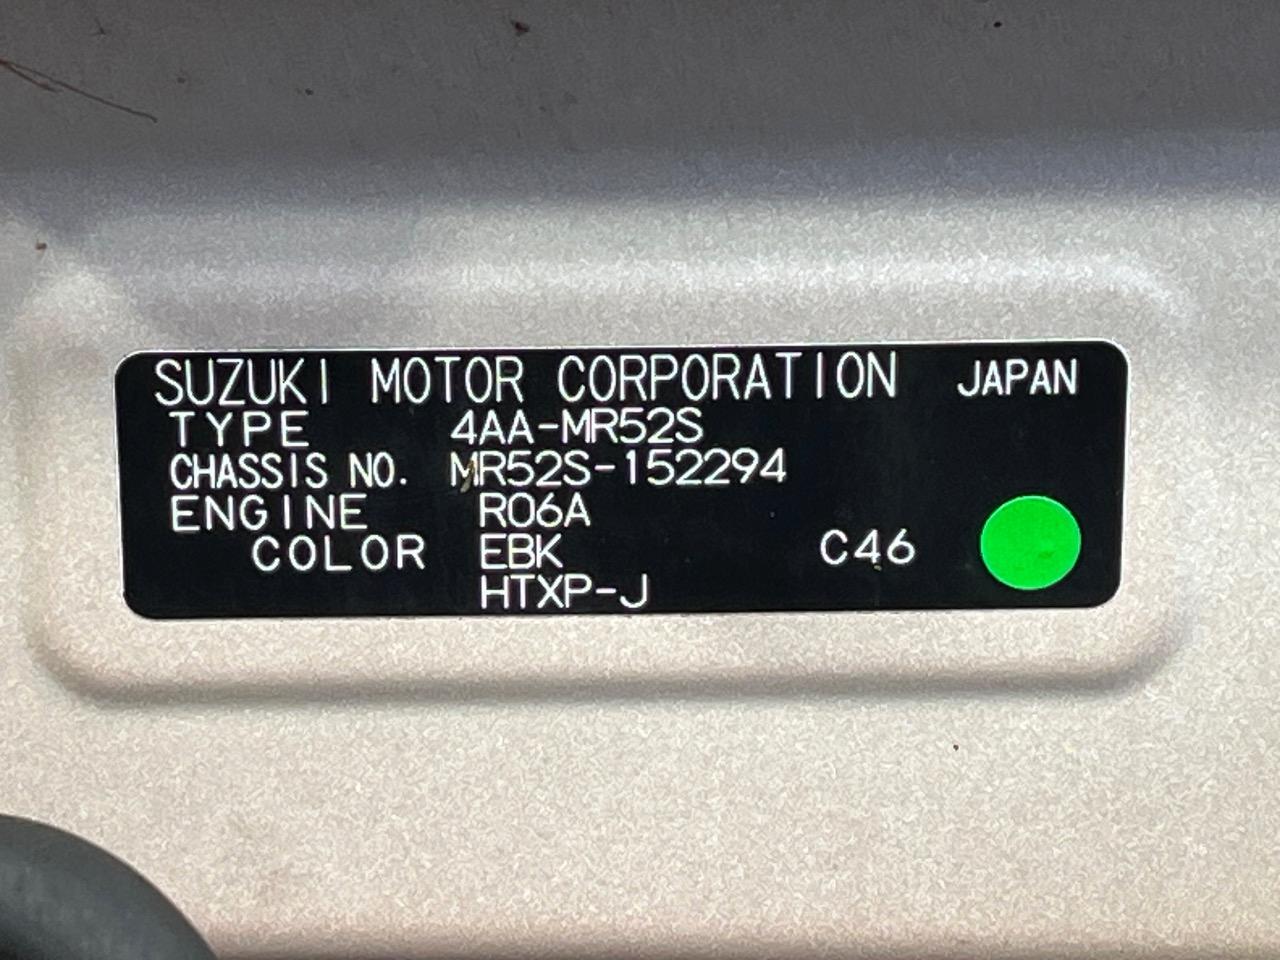 SUZUKI MOTOR CORPORATION JAPAN
TYPE 4AA-MR52S
CHASSIS NO. MR52S-152294
ENGINE R06A
COLOR EBK C46
HTXP-J